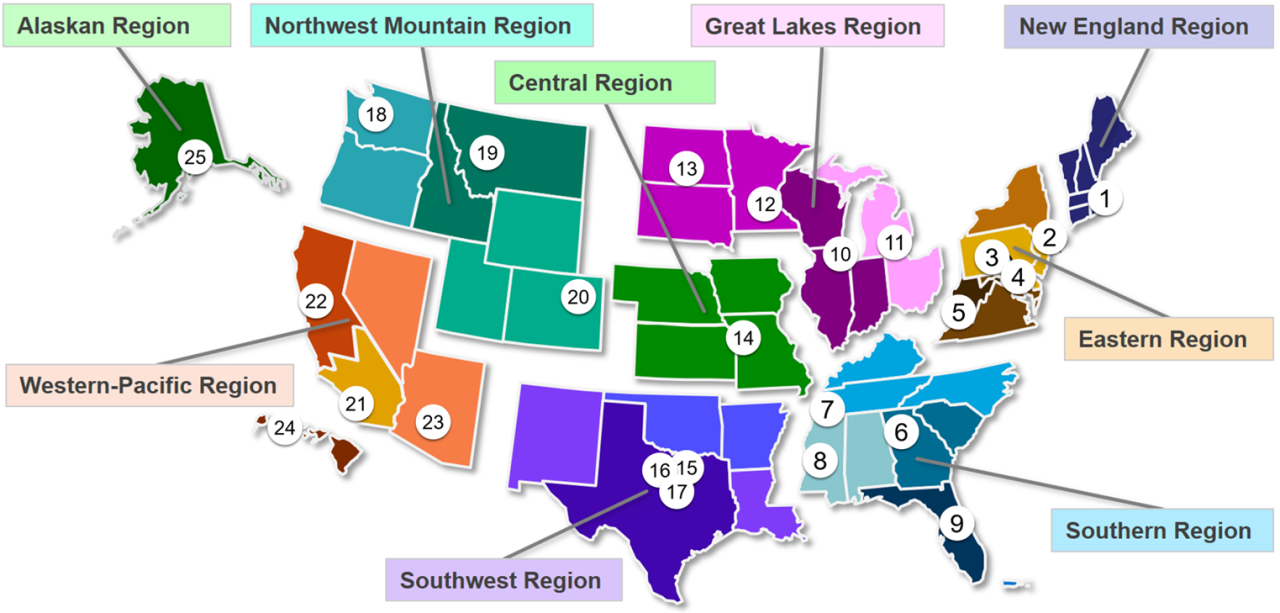 Alaskan Region
Northwest Mountain Region
Great Lakes Region
New England Region
Central Region
18
25
19
13
12
1
10
11
2
3
4
5
20
22
14
Eastern Region
Western-Pacific Region
21
23
24
7
6
8
16
15
17
9
Southern Region
Southwest Region